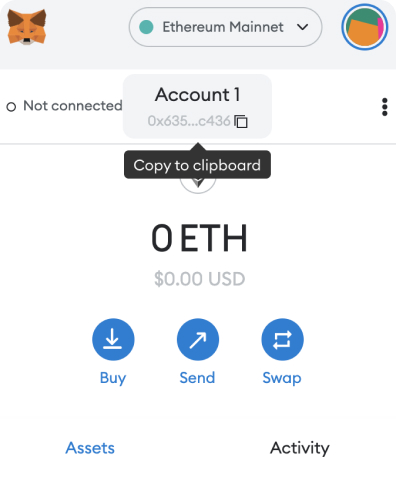 Ethereum Mainnet
Not connected
Account 1
0x635...c436
Copy to clipboard
0 ETH
$0.00 USD
Buy Send Swap
Assets Activity